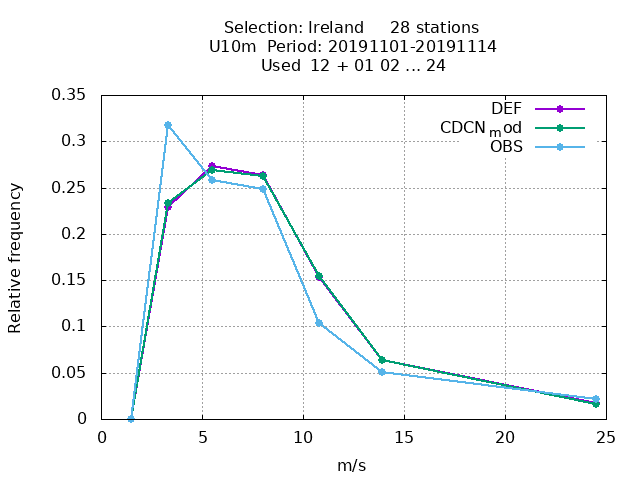 Selection: Ireland     28 stations
U10m  Period: 20191101-20191114
Used  12 + 01 02 ... 24
DEF
CDCN_mod
OBS
Relative frequency
0.35
0.3
0.25
0.2
0.15
0.1
0.05
0
0 5 10 15 20 25
m/s